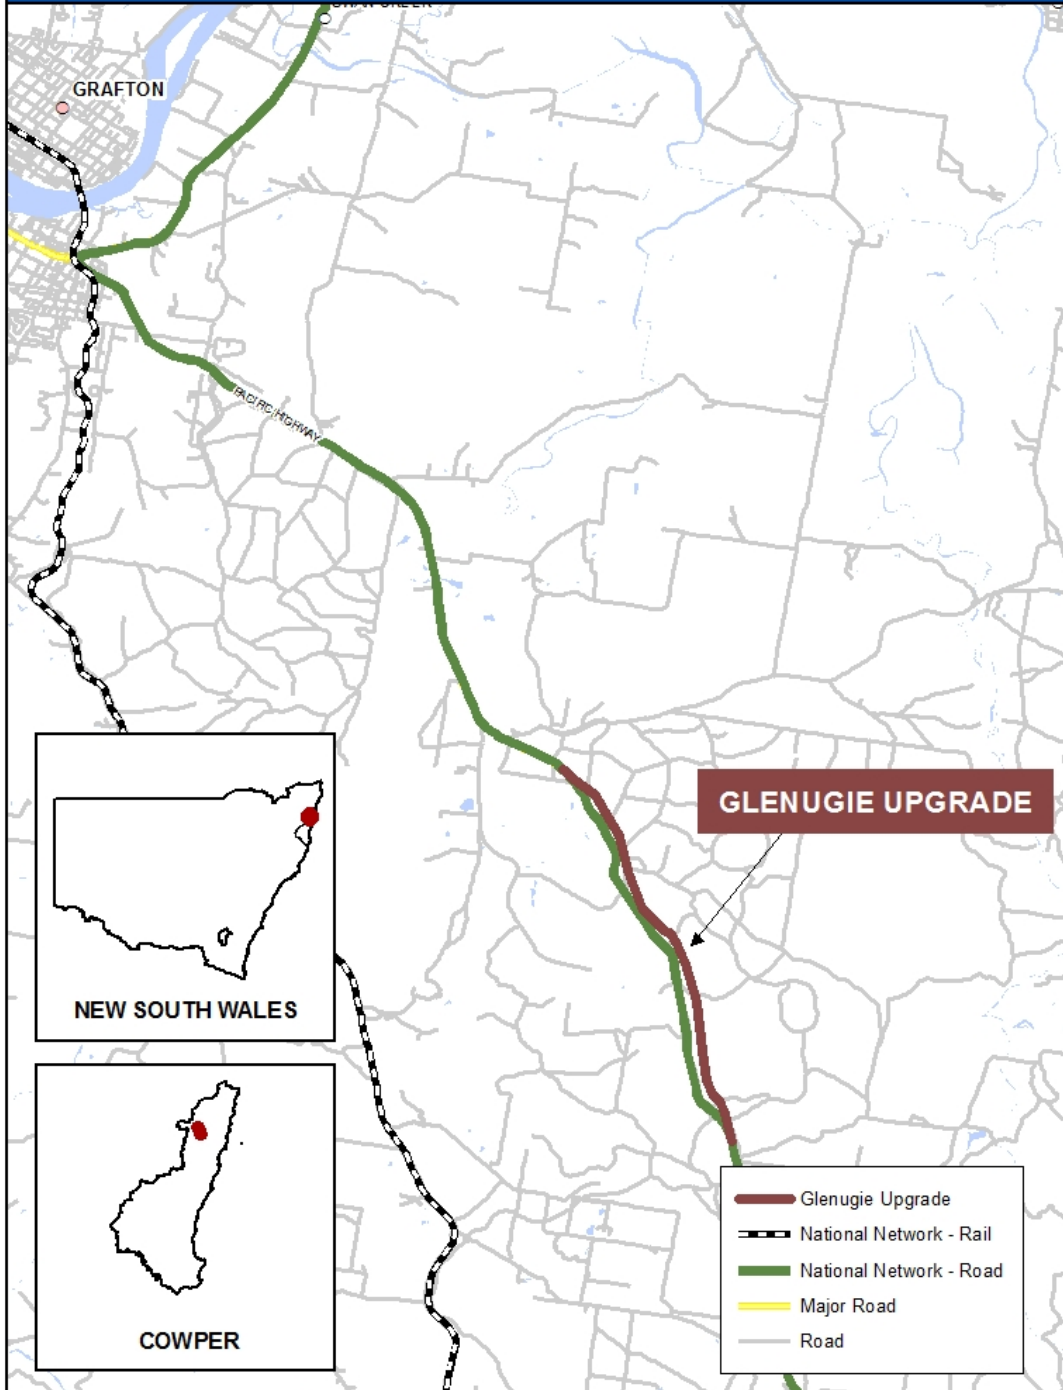 GRAFTON
PACIFIC HIGHWAY
GLENUGIE UPGRADE
NEW SOUTH WALES
COWPER
Glenugie Upgrade
National Network - Rail
National Network - Road
Major Road
Road